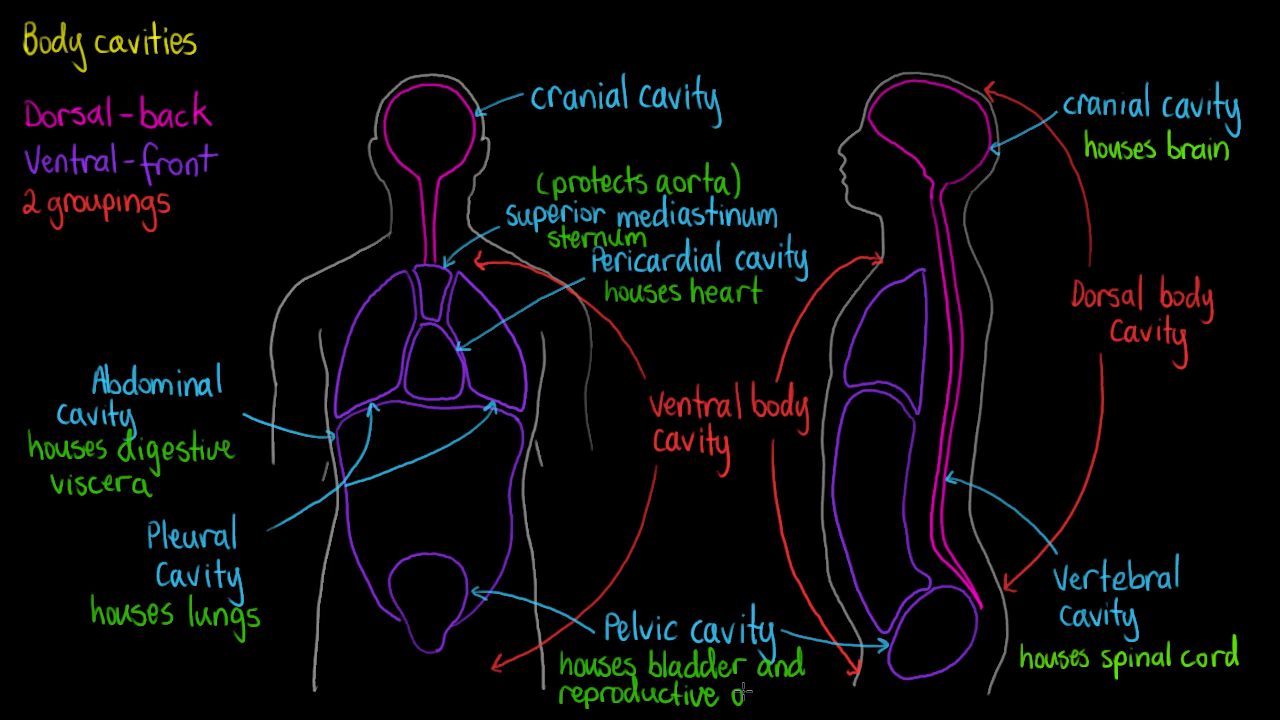 Body cavities
Dorsal - back
Ventral - front
2 groupings
cranial cavity
(protects aorta)
superior mediastinum
sternum
Pericardial cavity
houses heart
Abdominal
cavity
houses digestive
viscera
Pleural
Cavity
houses lungs
Ventral body
cavity
Pelvic cavity
houses bladder and
reproductive o
cranial cavity
houses brain
Dorsal body
Cavity
Vertebral
cavity
houses spinal cord